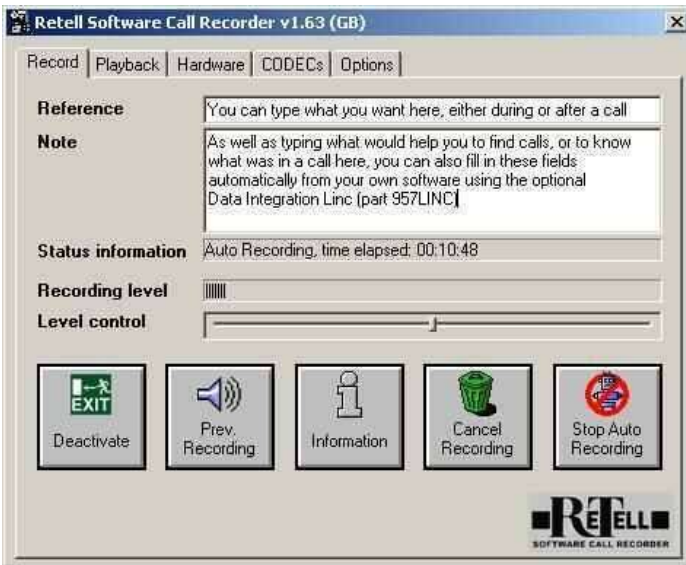 Retell Software Call Recorder v1.63 (GB)
Record Playback Hardware CODECs Options
Reference You can type what you want here, either during or after a call
Note As well as typing what would help you to find calls, or to know
what was in a call here, you can also fill in these fields
automatically from your own software using the optional
Data Integration Linc (part 957LINC)
Status information Auto Recording, time elapsed: 00:10:48
Recording level
Level control
EXIT
Deactivate
Prev.
Recording
Information
Cancel
Recording
Stop Auto
Recording
RETELL
SOFTWARE CALL RECORDER